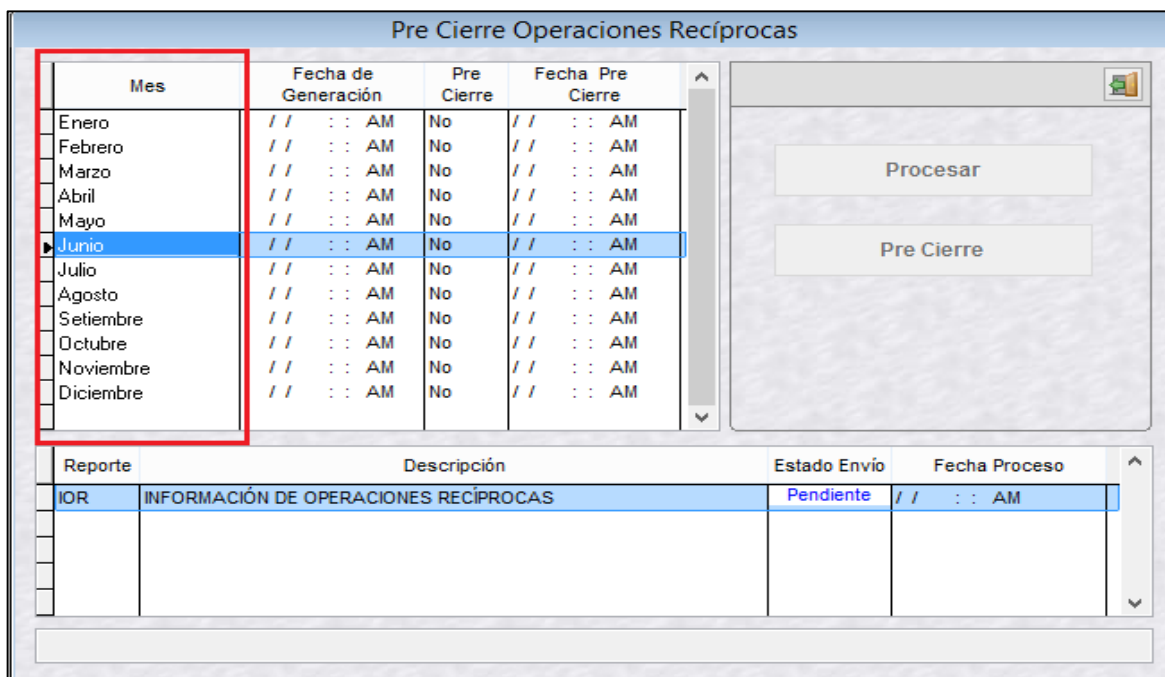 Pre Cierre Operaciones Recíprocas
Mes Fecha de Generación Pre Cierre Fecha Pre Cierre
Enero / / : : AM No / / : : AM
Febrero / / : : AM No / / : : AM
Marzo / / : : AM No / / : : AM
Abril / / : : AM No / / : : AM
Mayo / / : : AM No / / : : AM
Junio / / : : AM No / / : : AM
Julio / / : : AM No / / : : AM
Agosto / / : : AM No / / : : AM
Setiembre / / : : AM No / / : : AM
Octubre / / : : AM No / / : : AM
Noviembre / / : : AM No / / : : AM
Diciembre / / : : AM No / / : : AM
Procesar
Pre Cierre
Reporte Descripción Estado Envío Fecha Proceso
IOR INFORMACIÓN DE OPERACIONES RECÍPROCAS Pendiente / / : : AM